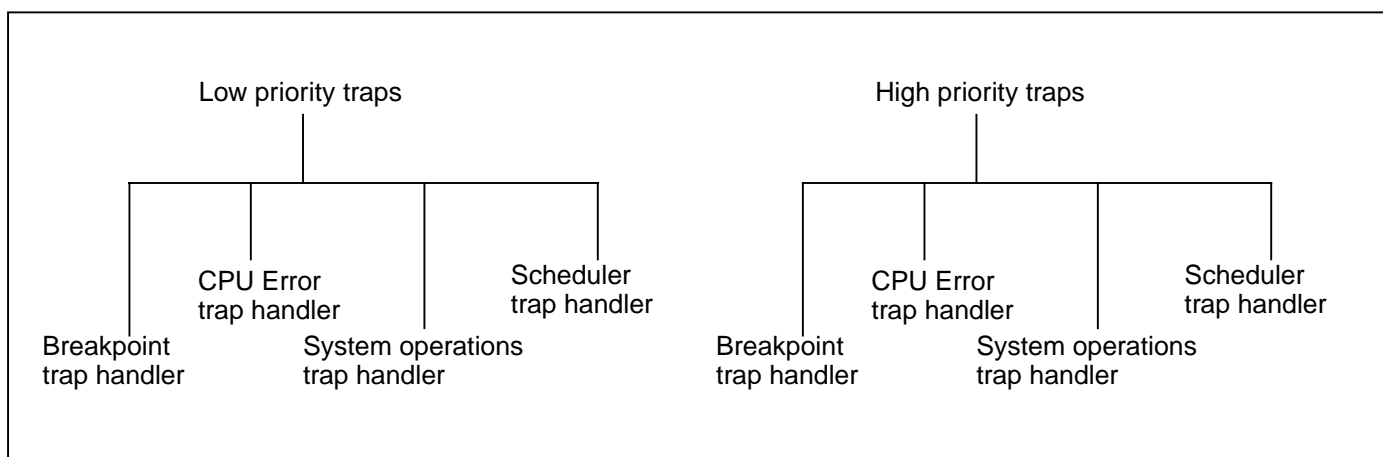 Low priority traps
High priority traps
CPU Error
trap handler
Scheduler
trap handler
Breakpoint
trap handler
System operations
trap handler
CPU Error
trap handler
Scheduler
trap handler
Breakpoint
trap handler
System operations
trap handler